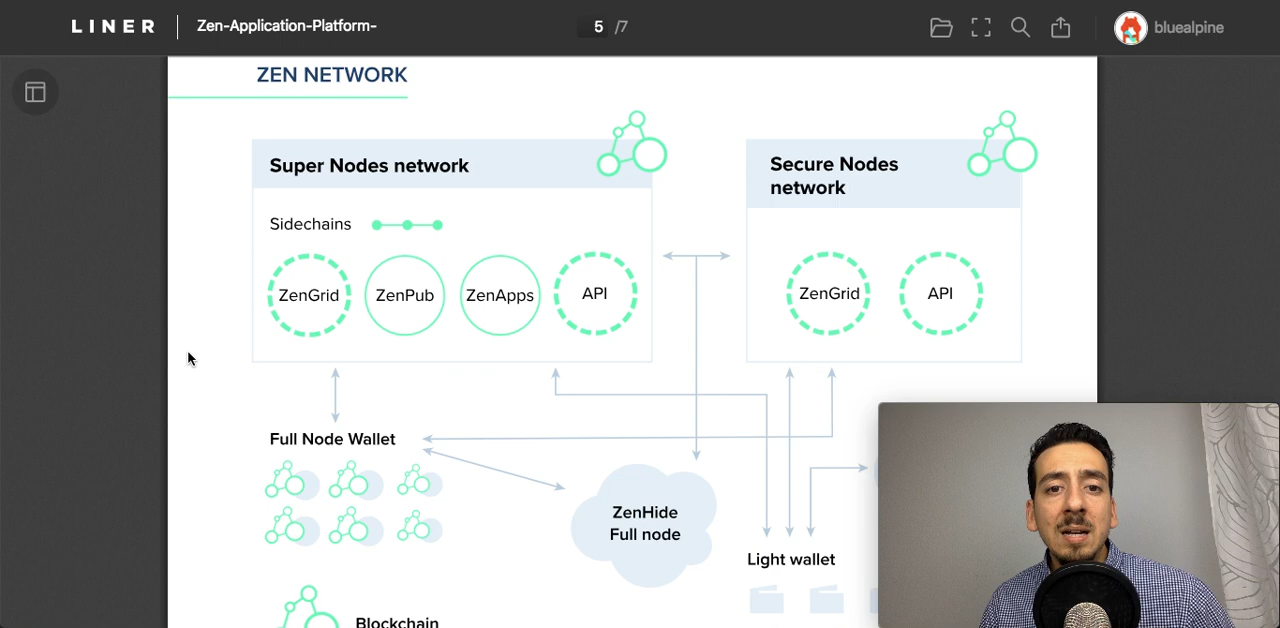 LINER
Zen-Application-Platform-
5 /7
bluealpine
ZEN NETWORK
Super Nodes network
Sidechains
ZenGrid
ZenPub
ZenApps
API
Secure Nodes
network
ZenGrid
API
Full Node Wallet
ZenHide
Full node
Light wallet
Blockchain